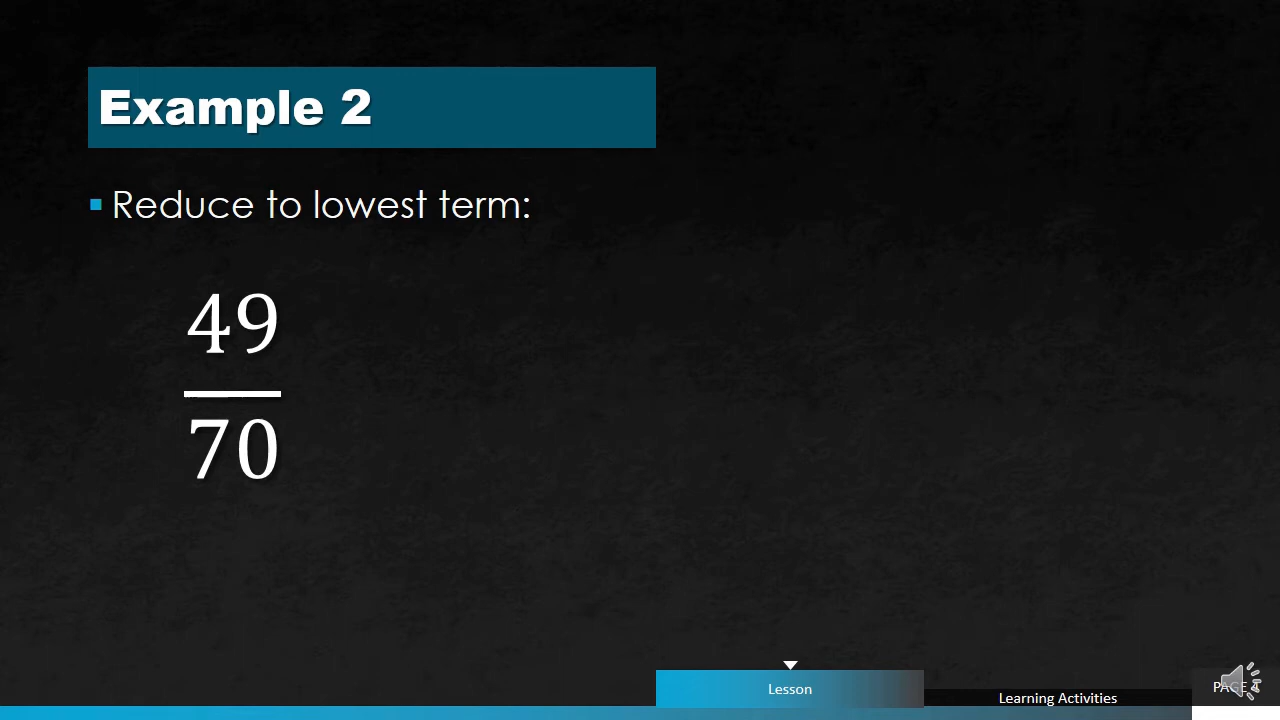 Example 2
Reduce to lowest term:
49
70
Lesson
Learning Activities